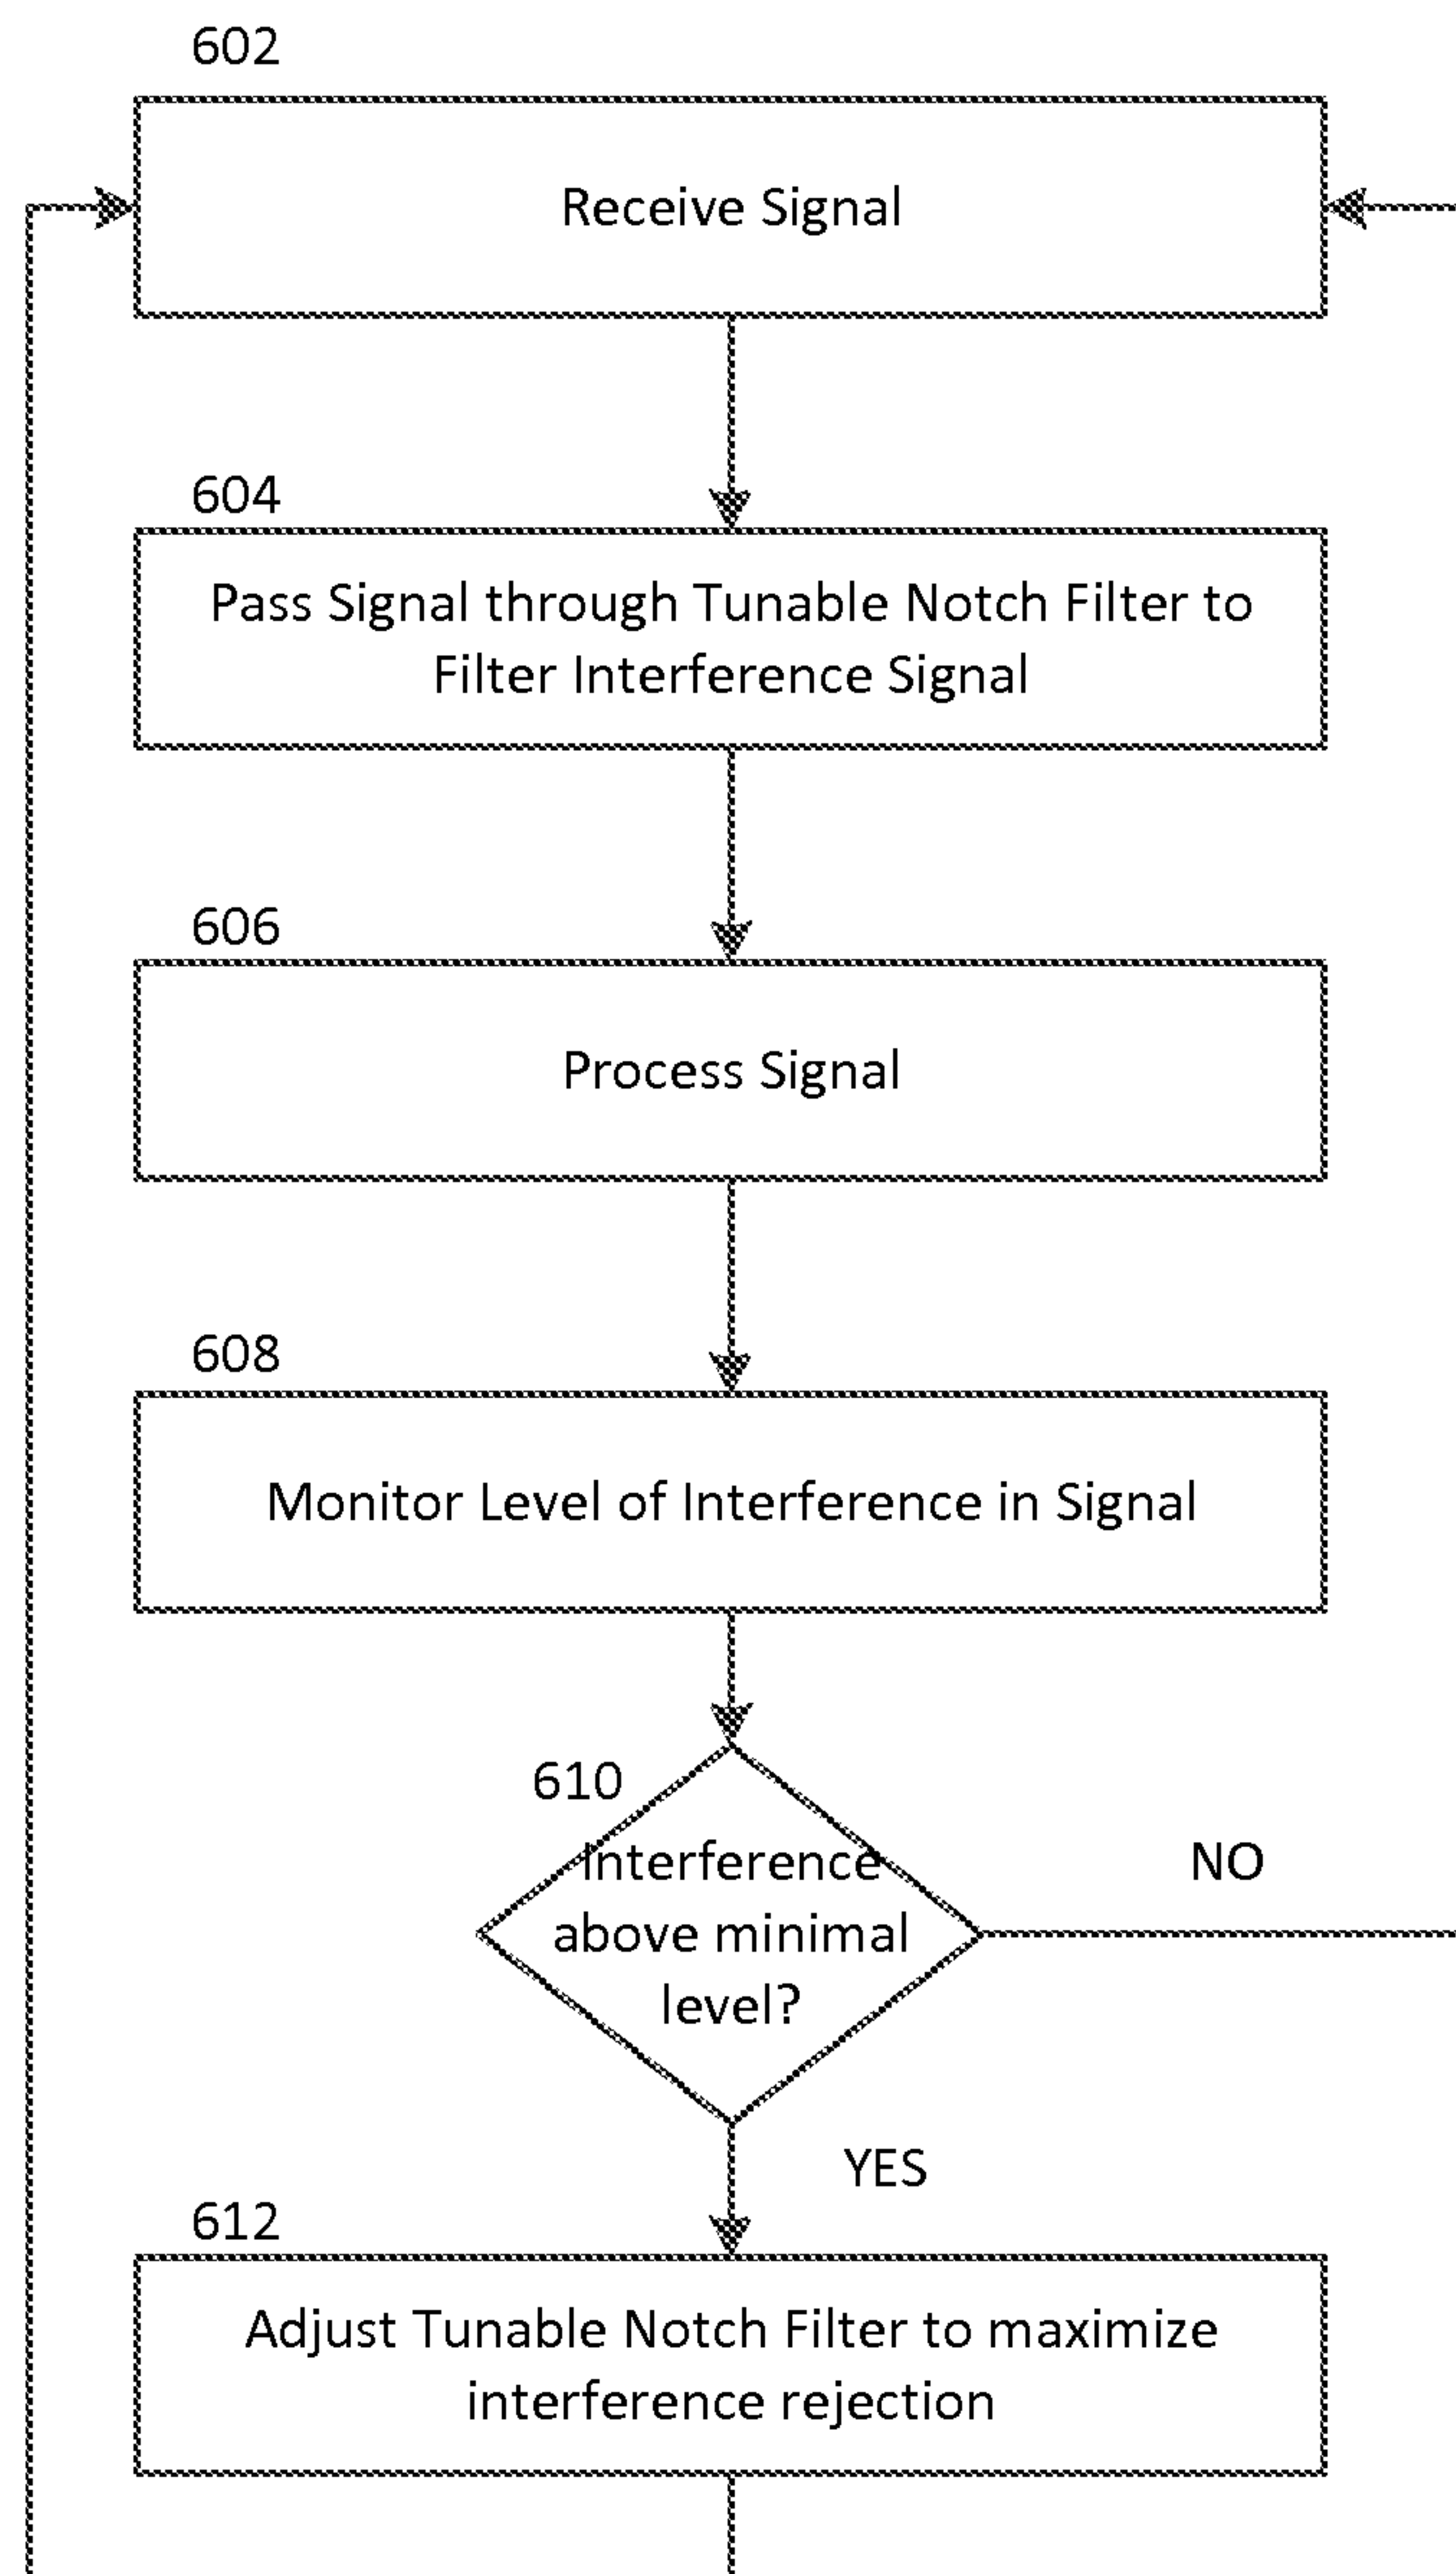 602
Receive Signal
604
Pass Signal through Tunable Notch Filter to
Filter Interference Signal
606
Process Signal
608
Monitor Level of Interference in Signal
610
Interference
above minimal
level?
NO
YES
612
Adjust Tunable Notch Filter to maximize
interference rejection